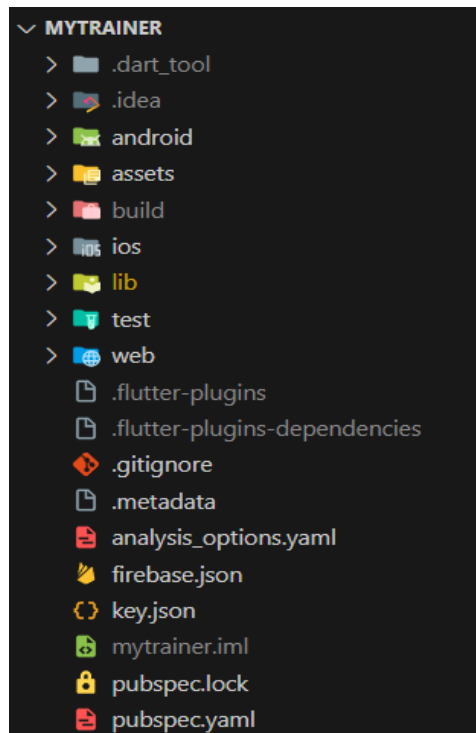 MYTRAINER
.dart_tool
.idea
android
assets
build
iOS
lib
test
web
.flutter-plugins
.flutter-plugins-dependencies
.gitignore
.metadata
analysis_options.yaml
firebase.json
key.json
mytrainer.iml
pubspec.lock
pubspec.yaml